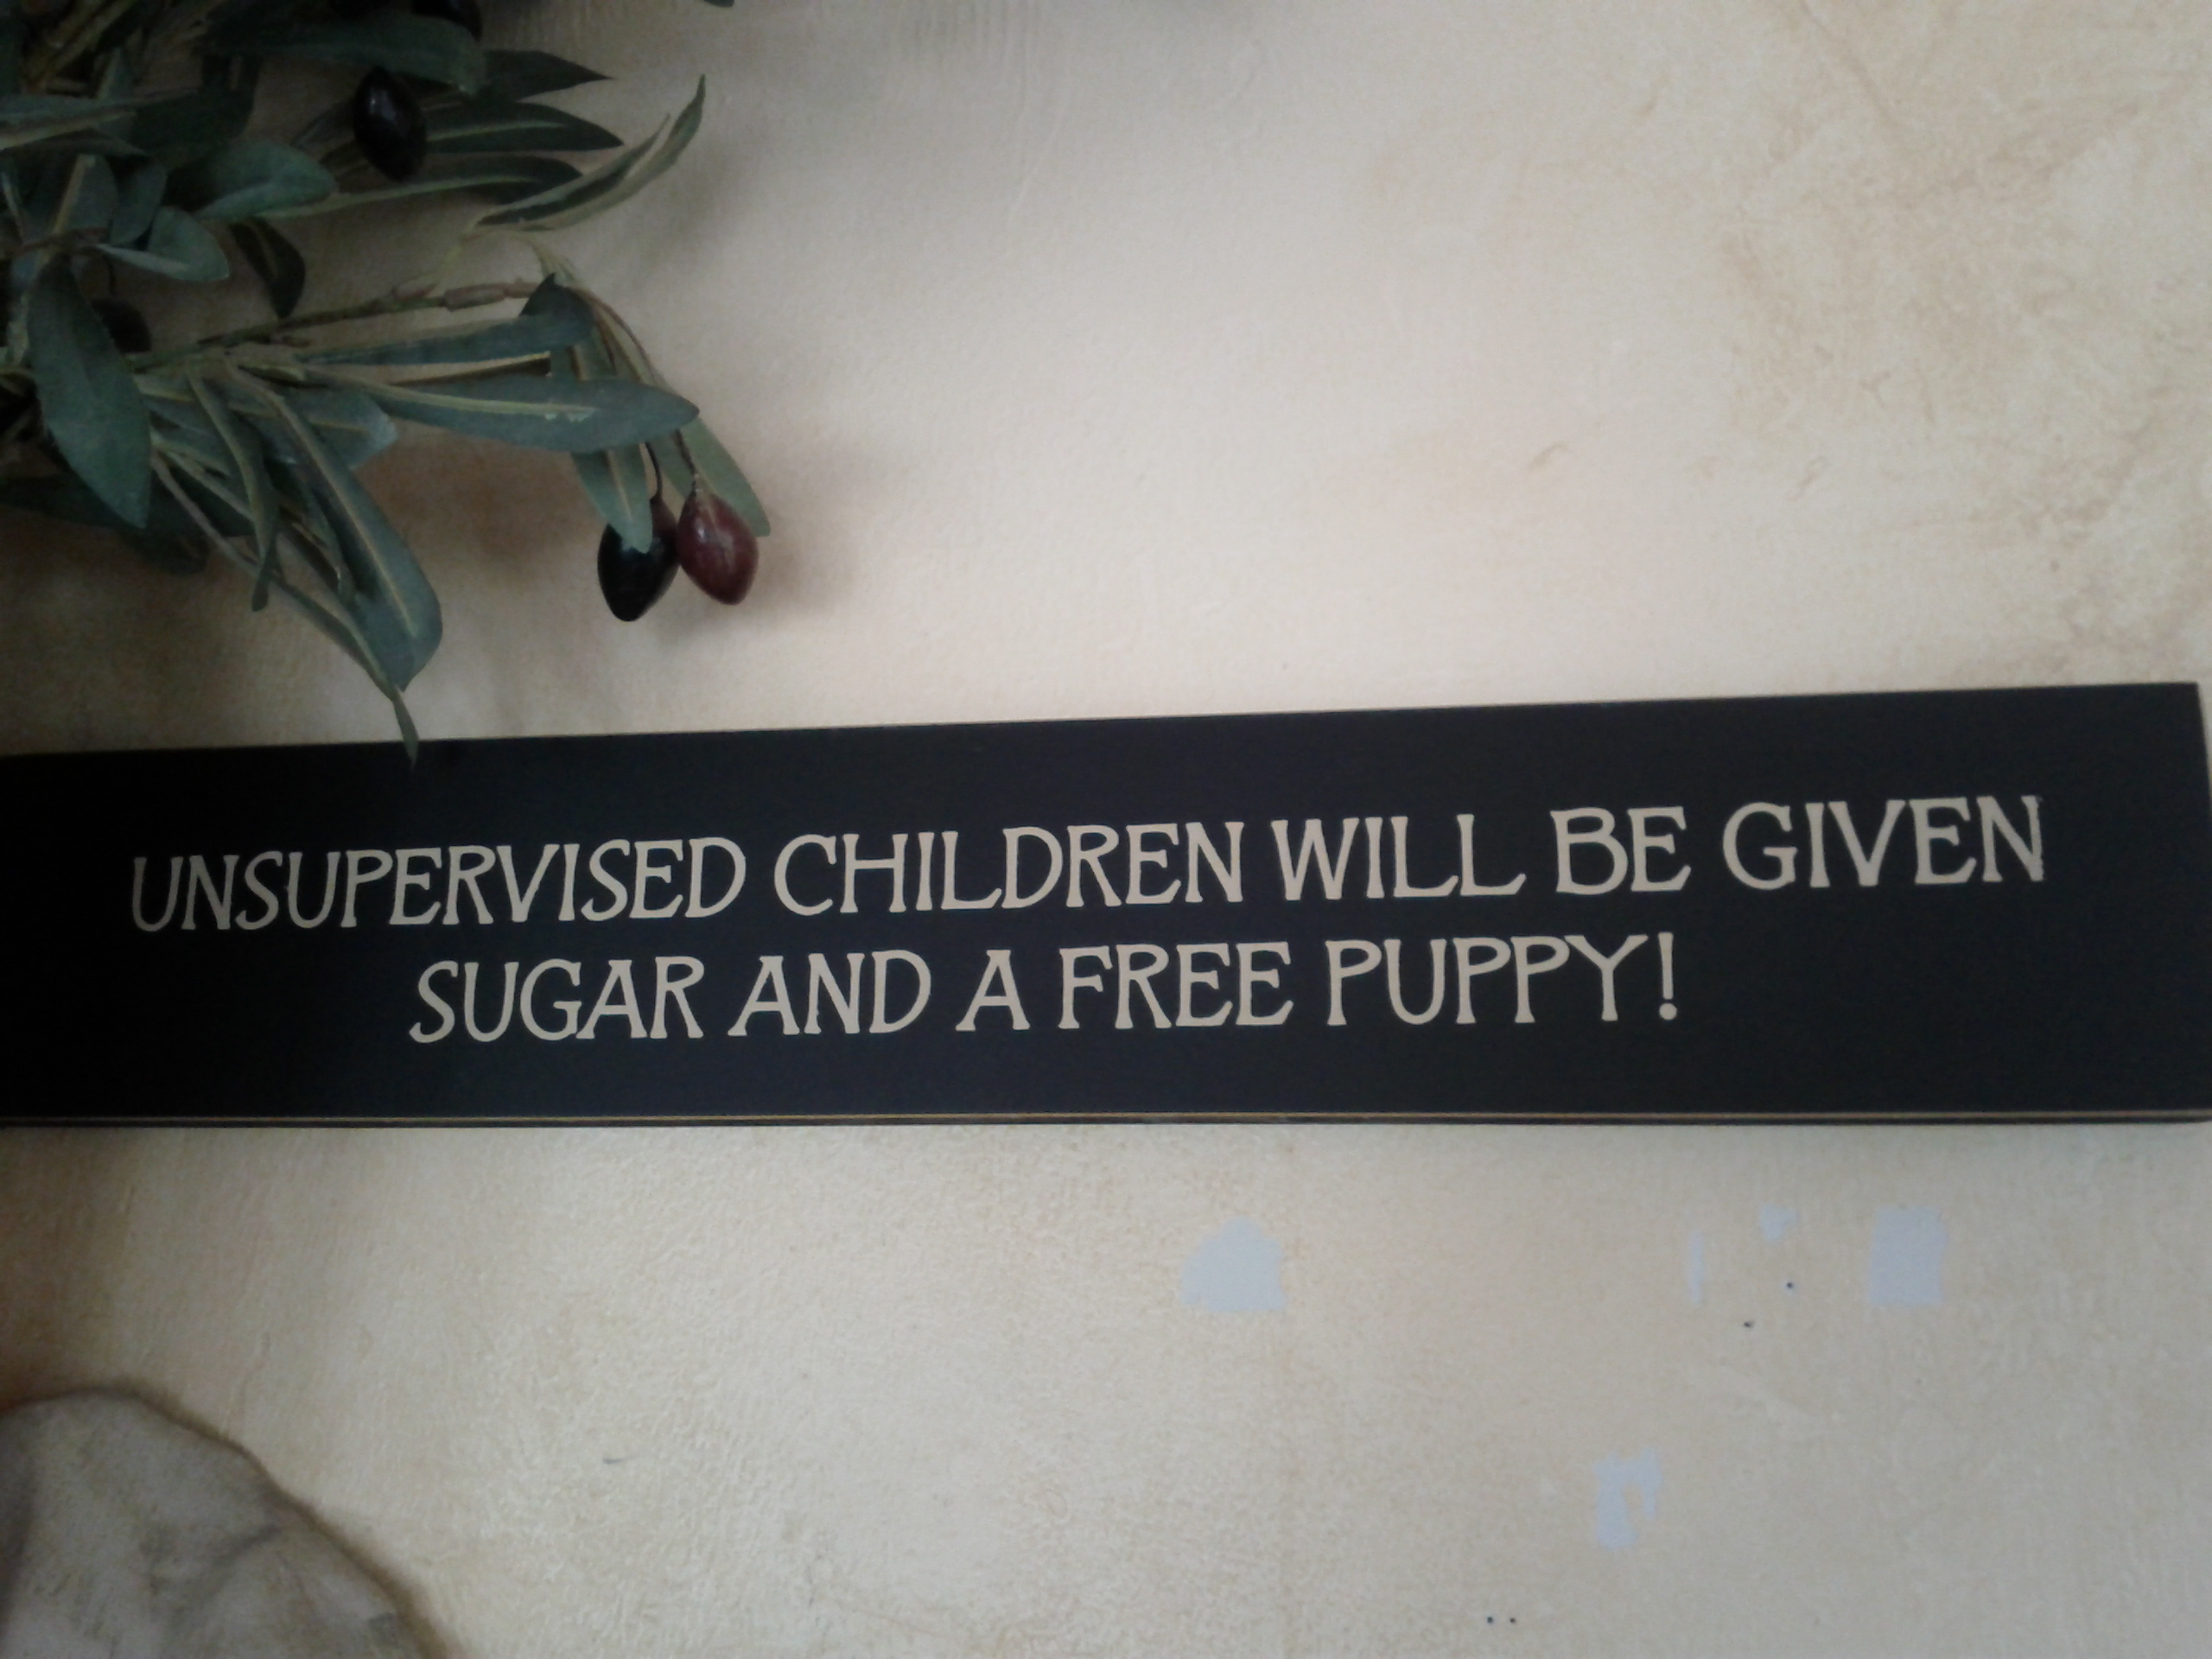 UNSUPERVISED CHILDREN WILL BE GIVEN
SUGAR AND A FREE PUPPY!